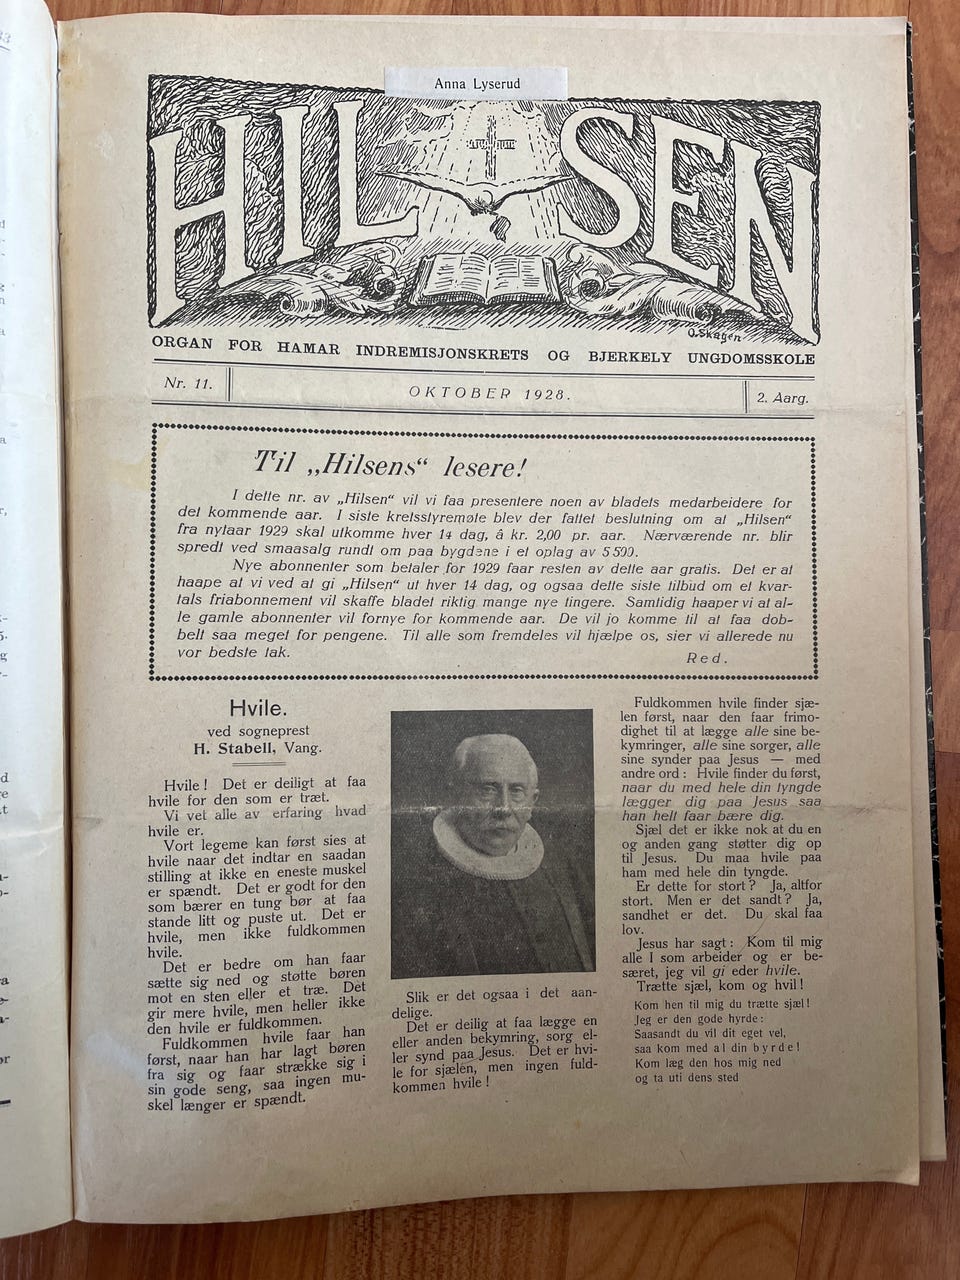 Anna Lyserud
HILSEN
O. Skagen
ORGAN FOR HAMAR INDREMISJONSKRETS OG BJERKELY UNGDOMSSKOLE
Nr. 11.
OKTOBER 1928.
2. Aarg.
Til „Hilsens“ lesere!
I dette nr. av „Hilsen“ vil vi faa presentere noen av bladets medarbeidere for
det kommende aar. I siste kretsstyremøte blev der fattet beslutning om at „Hilsen“
fra nytaar 1929 skal utkomme hver 14 dag, à kr. 2,00 pr. aar. Nærværende nr. blir
spredt ved smaasalg rundt om paa bygdene i et oplag av 5500.
Nye abonnenter som betaler for 1929 faar resten av dette aar gratis. Det er at
haape at vi ved at gi „Hilsen“ ut hver 14 dag, og ogsaa dette siste tilbud om et kvar-
tals friabonnement vil skaffe bladet riktig mange nye tingere. Samtidig haaper vi at al-
le gamle abonnenter vil fornye for kommende aar. De vil jo komme til at faa dob-
belt saa meget for pengene. Til alle som fremdeles vil hjælpe os, sier vi allerede nu
vor bedste tak.
Red.
Hvile.
ved sogneprest
H. Stabell, Vang.
Hvile! Det er deiligt at faa
hvile for den som er træt.
Vi vet alle av erfaring hvad
hvile er.
Vort legeme kan først sies at
hvile naar det indtar en saadan
stilling at ikke en eneste muskel
er spændt. Det er godt for den
som bærer en tung bør at faa
stande litt og puste ut. Det er
hvile, men ikke fuldkommen
hvile.
Det er bedre om han faar
sætte sig ned og støtte børen
mot en sten eller et træ. Det
gir mere hvile, men heller ikke
den hvile er fuldkommen.
Fuldkommen hvile faar han
først, naar han har lagt børen
fra sig og faar strække sig i
sin gode seng, saa ingen mu-
skel længer er spændt.
Slik er det ogsaa i det aan-
delige.
Det er deilig at faa lægge en
eller anden bekymring, sorg el-
ler synd paa Jesus. Det er hvi-
le for sjælen, men ingen fuld-
kommen hvile!
Fuldkommen hvile finder sjæ-
len først, naar den faar frimo-
dighet til at lægge alle sine be-
kymringer, alle sine sorger, alle
sine synder paa Jesus — med
andre ord: Hvile finder du først,
naar du med hele din tyngde
lægger dig paa Jesus saa
han helt faar bære dig.
Sjæl det er ikke nok at du en
og anden gang støtter dig op
til Jesus. Du maa hvile paa
ham med hele din tyngde.
Er dette for stort? Ja, altfor
stort. Men er det sandt? Ja,
sandhet er det. Du skal faa
lov.
Jesus har sagt: Kom til mig
alle I som arbeider og er be-
særet, jeg vil gi eder hvile.
Trætte sjæl, kom og hvil!
Kom hen til mig du trætte sjæl!
Jeg er den gode hyrde:
Saasandt du vil dit eget vel,
saa kom med al din byrde!
Kom læg den hos mig ned
og ta uti dens sted